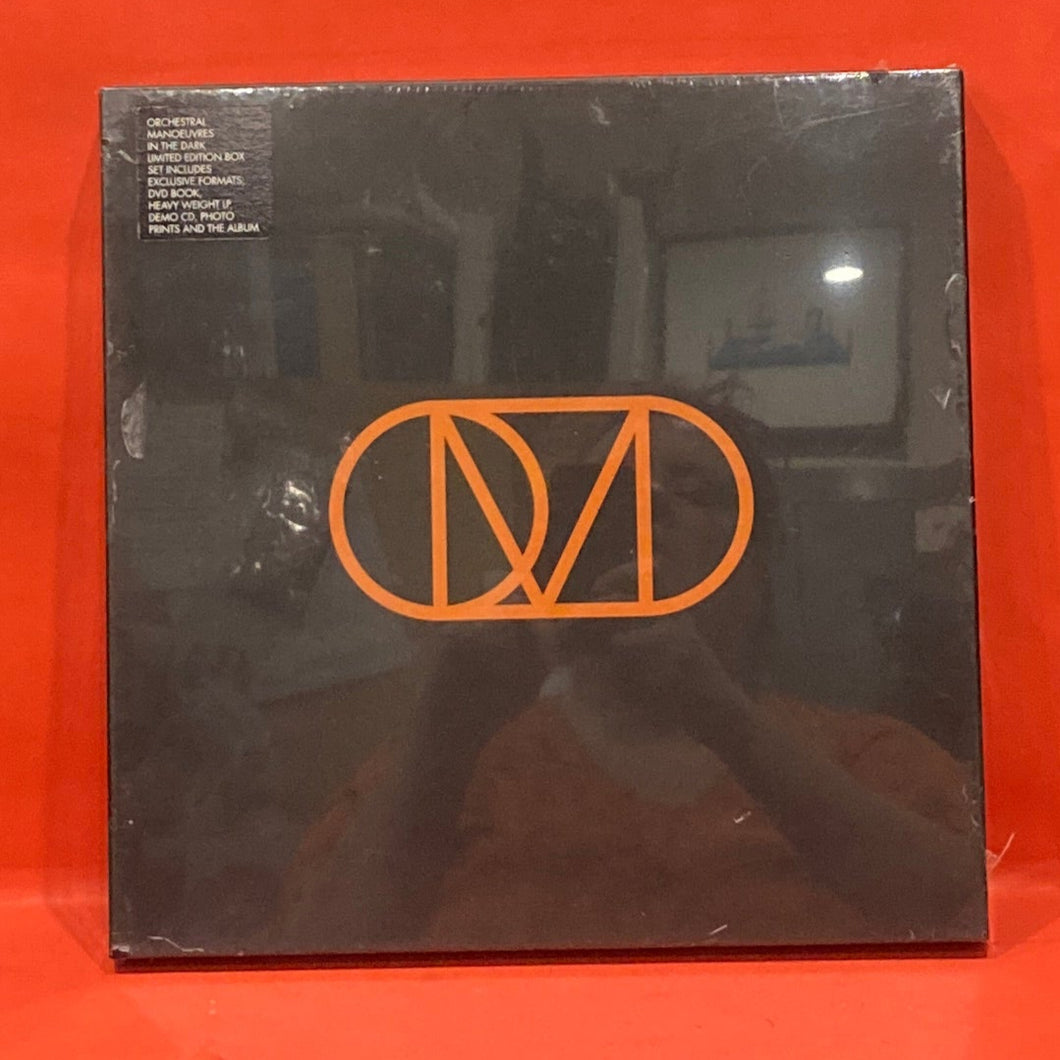 ORCHESTRAL
MANOEUVRES
IN THE DARK
LIMITED EDITION BOX
SET INCLUDES
EXCLUSIVE FORMATS;
DVD BOOK,
HEAVY WEIGHT LP,
DEMO CD, PHOTO
PRINTS AND THE ALBUM
OMD